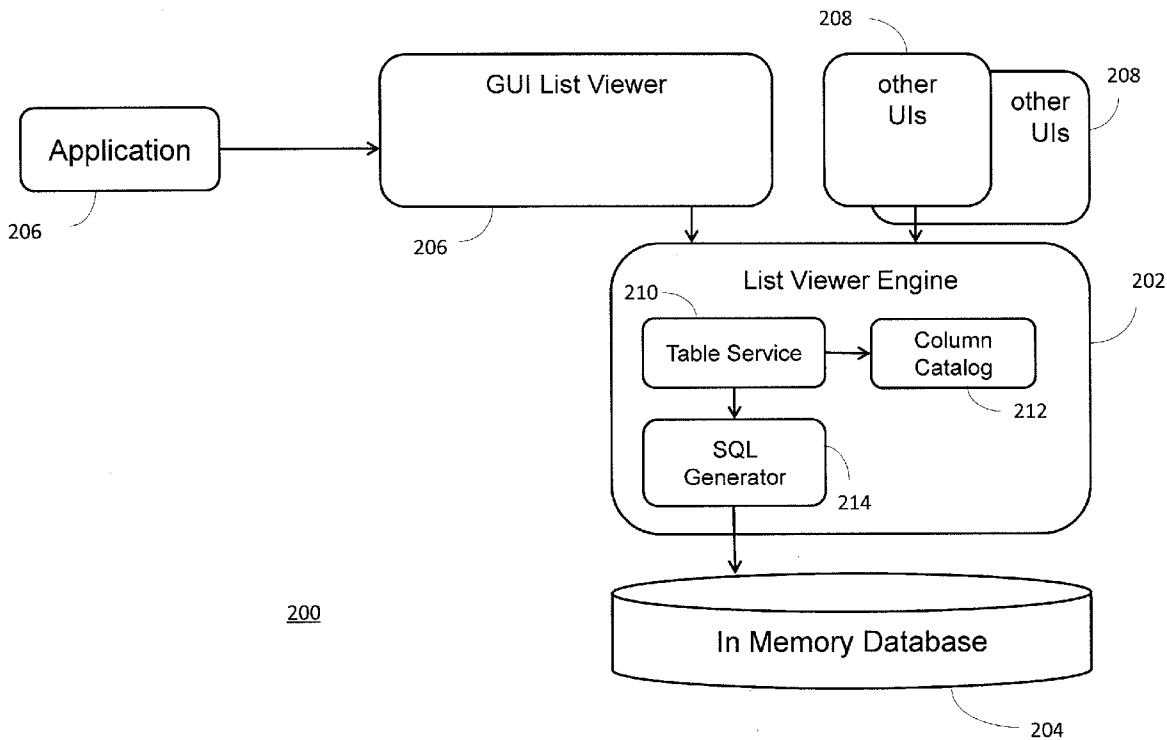 208
GUI List Viewer
other
UIs
208
other
UIs
Application
206
206
List Viewer Engine
202
210
Table Service
Column
Catalog
212
SQL
Generator
214
200
In Memory Database
204